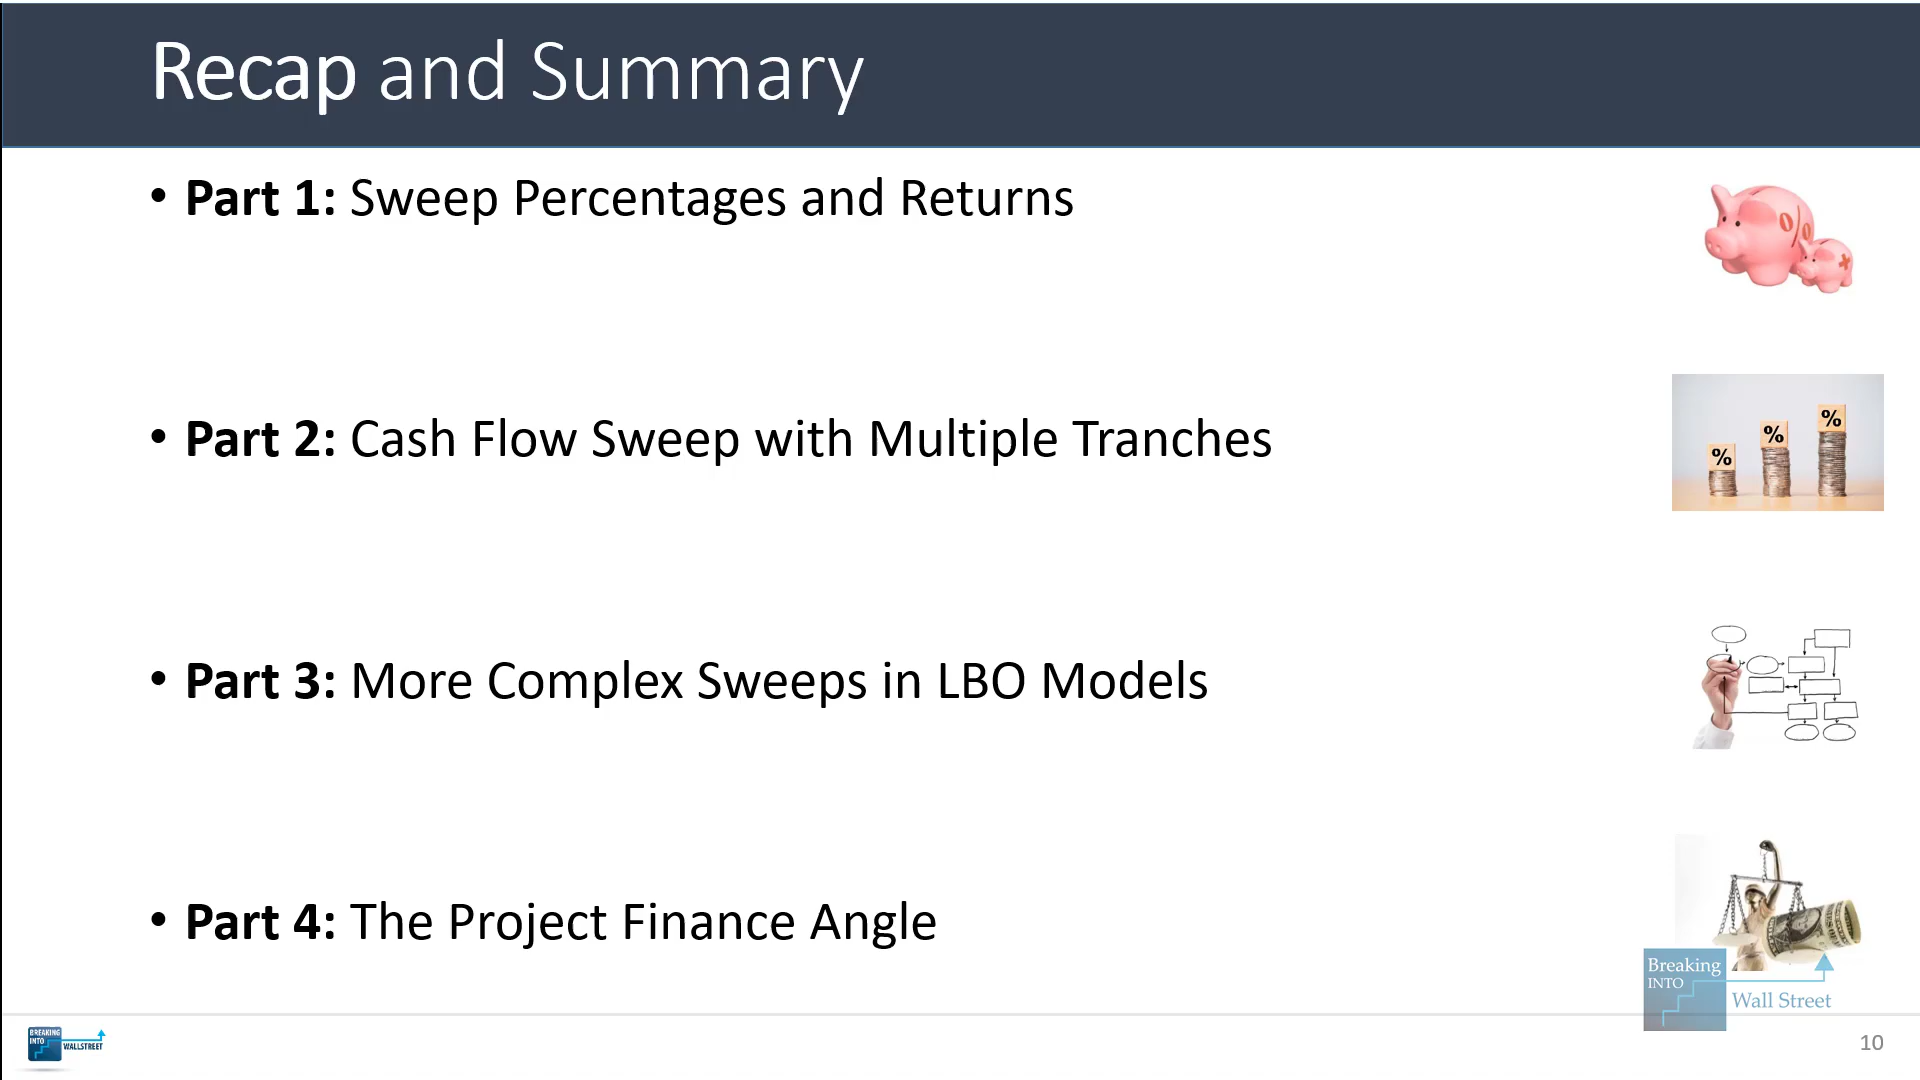 Recap and Summary
• Part 1: Sweep Percentages and Returns
• Part 2: Cash Flow Sweep with Multiple Tranches
% % %
• Part 3: More Complex Sweeps in LBO Models
• Part 4: The Project Finance Angle
Breaking
INTO
Wall Street
BREAKING
INTO
WALLSTREET
10